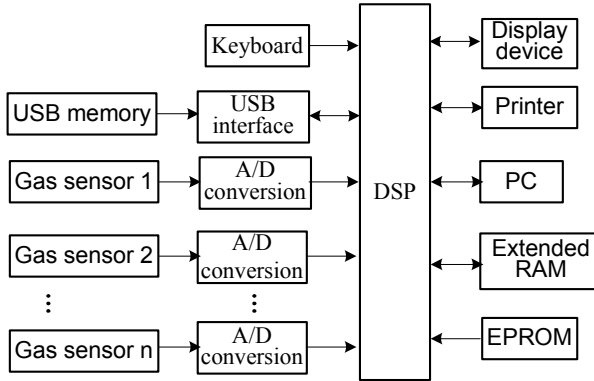 Keyboard
Display
device
USB memory
USB
interface
Printer
Gas sensor 1
A/D
conversion
DSP
PC
Gas sensor 2
A/D
conversion
Extended
RAM
Gas sensor n
A/D
conversion
EPROM